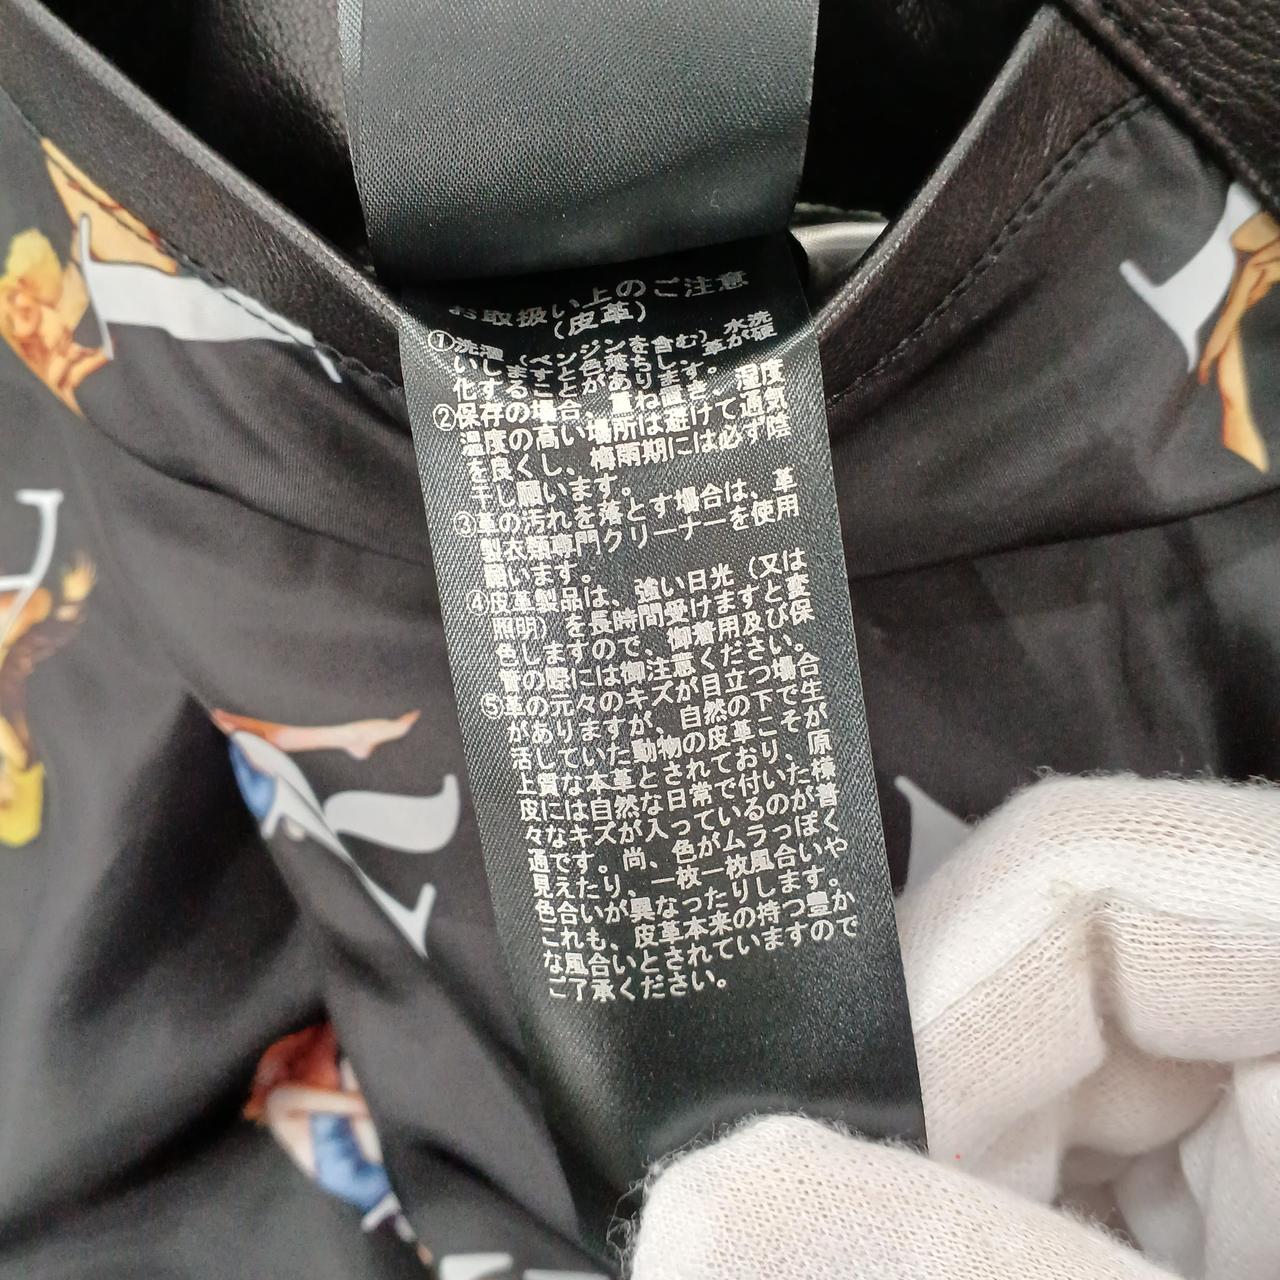 お取扱い上のご注意
（皮革）
①洗濯（ベンジンを含む）水洗
いしますと色落ちし、革が硬
化することがあります。
②保存の場合、重ね置き、湿度
温度の高い場所は避けて通気
を良くし、梅雨期には必ず陰
干し願います。
③革の汚れを落とす場合は、革
製衣類専門クリーナーを使用
願います。
④皮革製品は、強い日光（又は
照明）を長時間受けますと変
色しますので、御着用及び保
管の際には御注意ください。
⑤革の元々のキズが目立つ場合
がありますが、自然の下で生
活していた動物の皮革こそが
上質な本革とされており、原
皮には自然な日常で付いた様
々なキズが入っているのが普
通です。尚、色がムラっぽく
見えたり、一枚一枚風合いや
色合いが異なったりします。
これも、皮革本来の持つ豊か
な風合いとされていますので
ご了承ください。